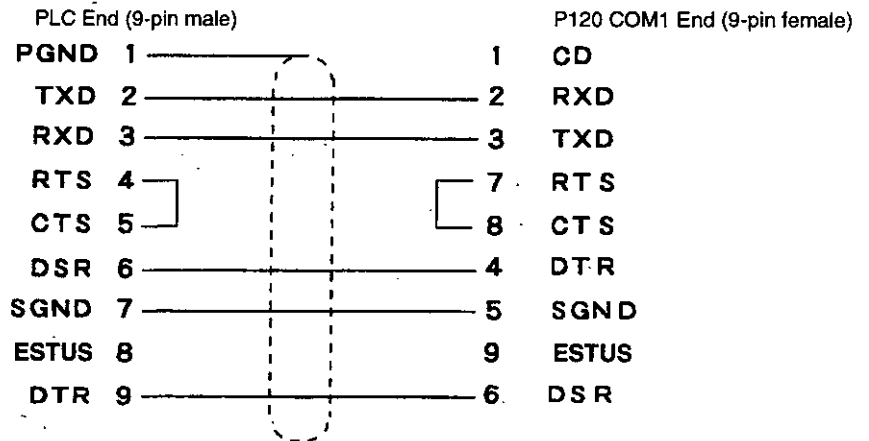 PLC End (9-pin male) P120 COM1 End (9-pin female)
PGND 1 1 CD
TXD 2 2 RXD
RXD 3 3 TXD
RTS 4 7 RTS
CTS 5 8 CTS
DSR 6 4 DTR
SGND 7 5 SGND
ESTUS 8 9 ESTUS
DTR 9 6 DSR